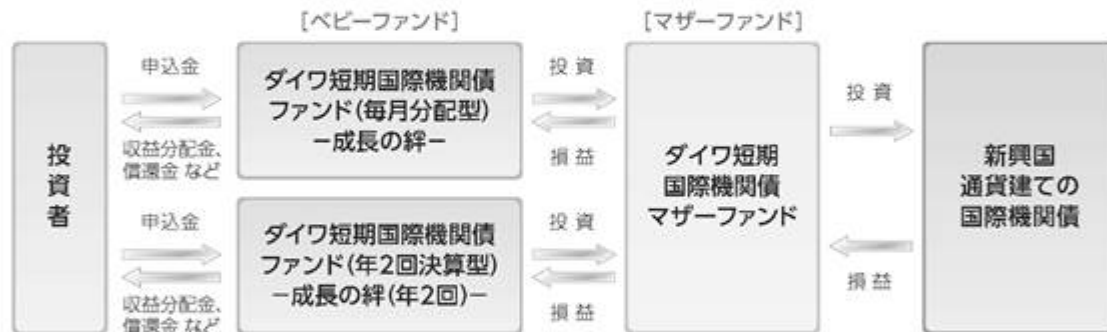 [ベビーファンド]
[マザーファンド]
投資者
申込金
収益分配金、
償還金 など
ダイワ短期国際機関債
ファンド(毎月分配型)
－成長の絆－
投 資
損 益
申込金
収益分配金、
償還金 など
ダイワ短期国際機関債
ファンド(年2回決算型)
－成長の絆(年2回)－
投 資
損 益
ダイワ短期
国際機関債
マザーファンド
投 資
損 益
新興国
通貨建ての
国際機関債